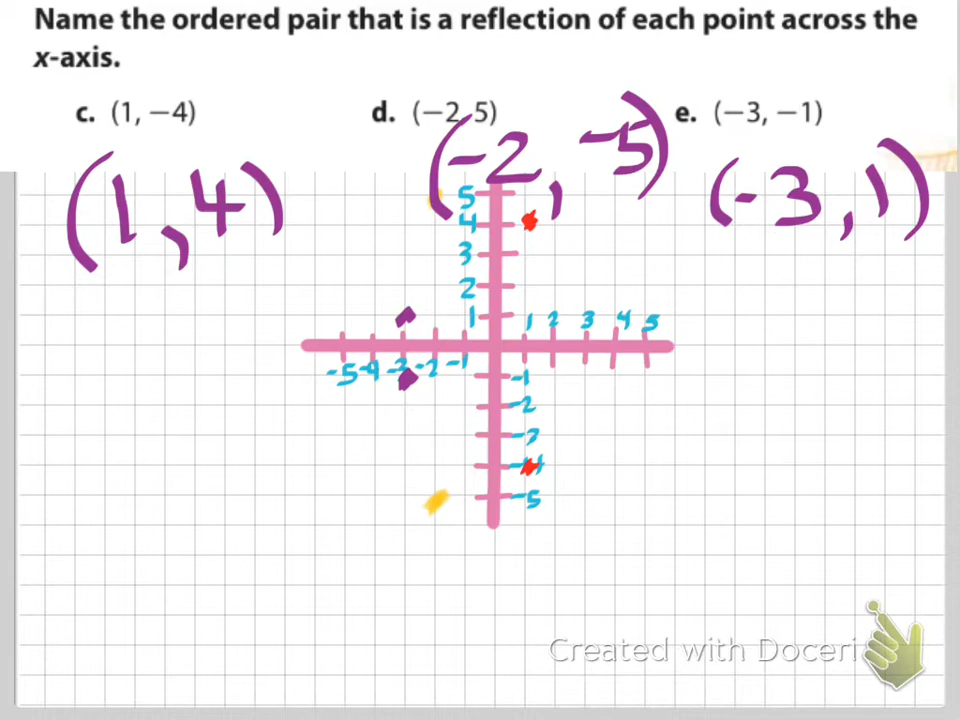 Name the ordered pair that is a reflection of each point across the
x-axis.
c. (1, −4) d. (−2, 5) e. (−3, −1)
(1, 4) (-2, -5) (-3, 1)
5
4
3
2
1
1 2 3 4 5
-5 -4 -3 -2 -1
-1
-2
-3
-4
-5
Created with Doceri